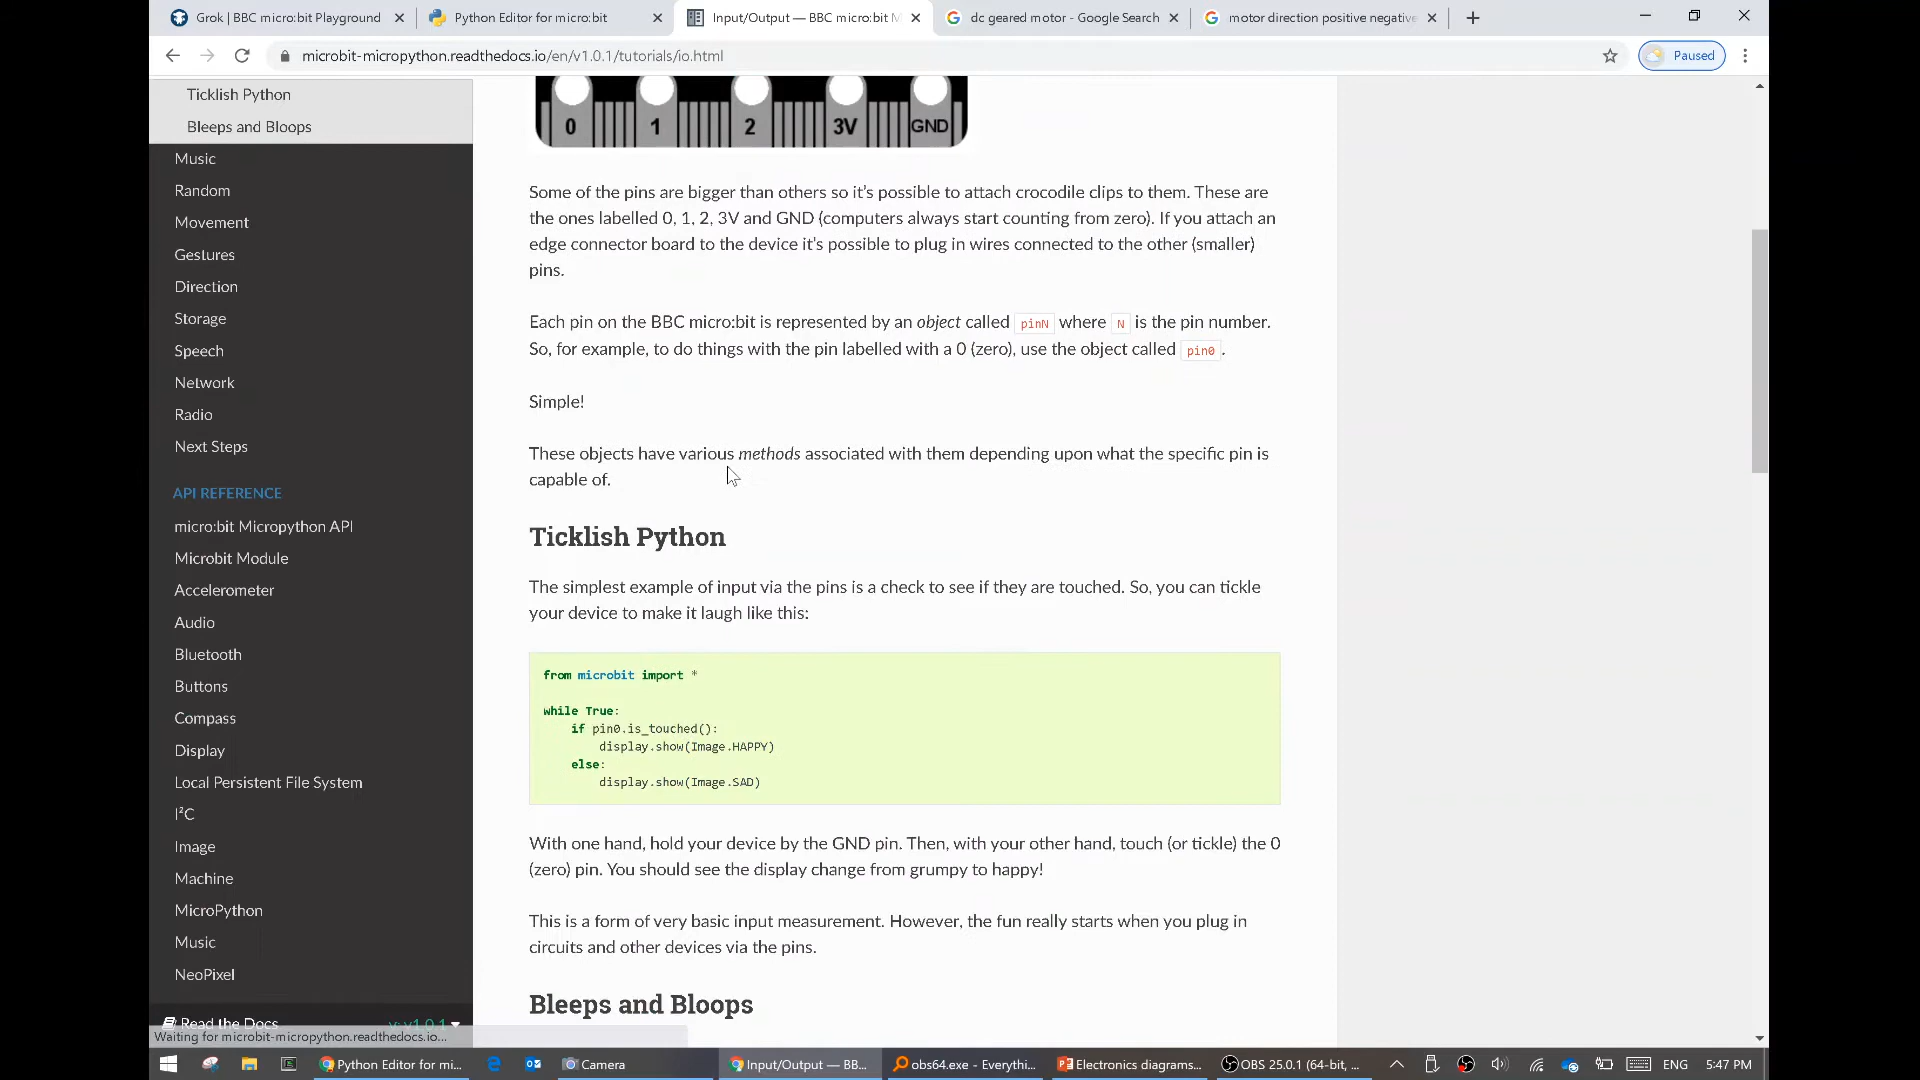 Grok | BBC micro:bit Playground
Python Editor for micro:bit
Input/Output — BBC micro:bit M
dc geared motor - Google Search
motor direction positive negative
microbit-micropython.readthedocs.io/en/v1.0.1/tutorials/io.html
Paused
Ticklish Python
Bleeps and Bloops
Music
Random
Movement
Gestures
Direction
Storage
Speech
Network
Radio
Next Steps
API REFERENCE
micro:bit Micropython API
Microbit Module
Accelerometer
Audio
Bluetooth
Buttons
Compass
Display
Local Persistent File System
I²C
Image
Machine
MicroPython
Music
NeoPixel
Read the Docs v: v1.0.1
Waiting for microbit-micropython.readthedocs.io...
0 1 2 3V GND
Some of the pins are bigger than others so it’s possible to attach crocodile clips to them. These are
the ones labelled 0, 1, 2, 3V and GND (computers always start counting from zero). If you attach an
edge connector board to the device it’s possible to plug in wires connected to the other (smaller)
pins.
Each pin on the BBC micro:bit is represented by an object called pinN where N is the pin number.
So, for example, to do things with the pin labelled with a 0 (zero), use the object called pin0.
Simple!
These objects have various methods associated with them depending upon what the specific pin is
capable of.
Ticklish Python
The simplest example of input via the pins is a check to see if they are touched. So, you can tickle
your device to make it laugh like this:
from microbit import *
while True:
    if pin0.is_touched():
        display.show(Image.HAPPY)
    else:
        display.show(Image.SAD)
With one hand, hold your device by the GND pin. Then, with your other hand, touch (or tickle) the 0
(zero) pin. You should see the display change from grumpy to happy!
This is a form of very basic input measurement. However, the fun really starts when you plug in
circuits and other devices via the pins.
Bleeps and Bloops
Python Editor for mi...
Camera
Input/Output — BB...
obs64.exe - Everythi...
Electronics diagrams...
OBS 25.0.1 (64-bit, ...
ENG
5:47 PM